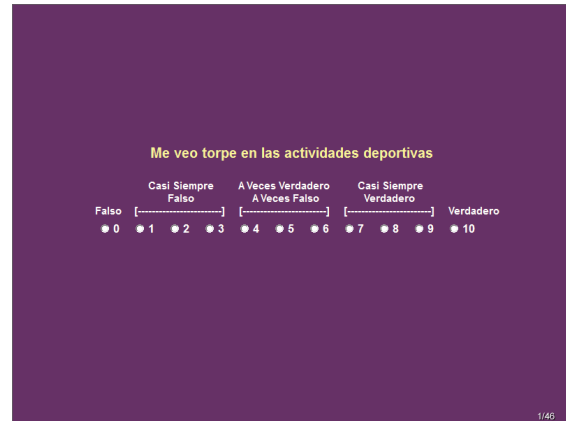 Me veo torpe en las actividades deportivas
Casi Siempre A Veces Verdadero Casi Siempre
Falso A Veces Falso Verdadero
Falso [------------------------] [------------------------] [------------------------] Verdadero
0 1 2 3 4 5 6 7 8 9 10
1/46